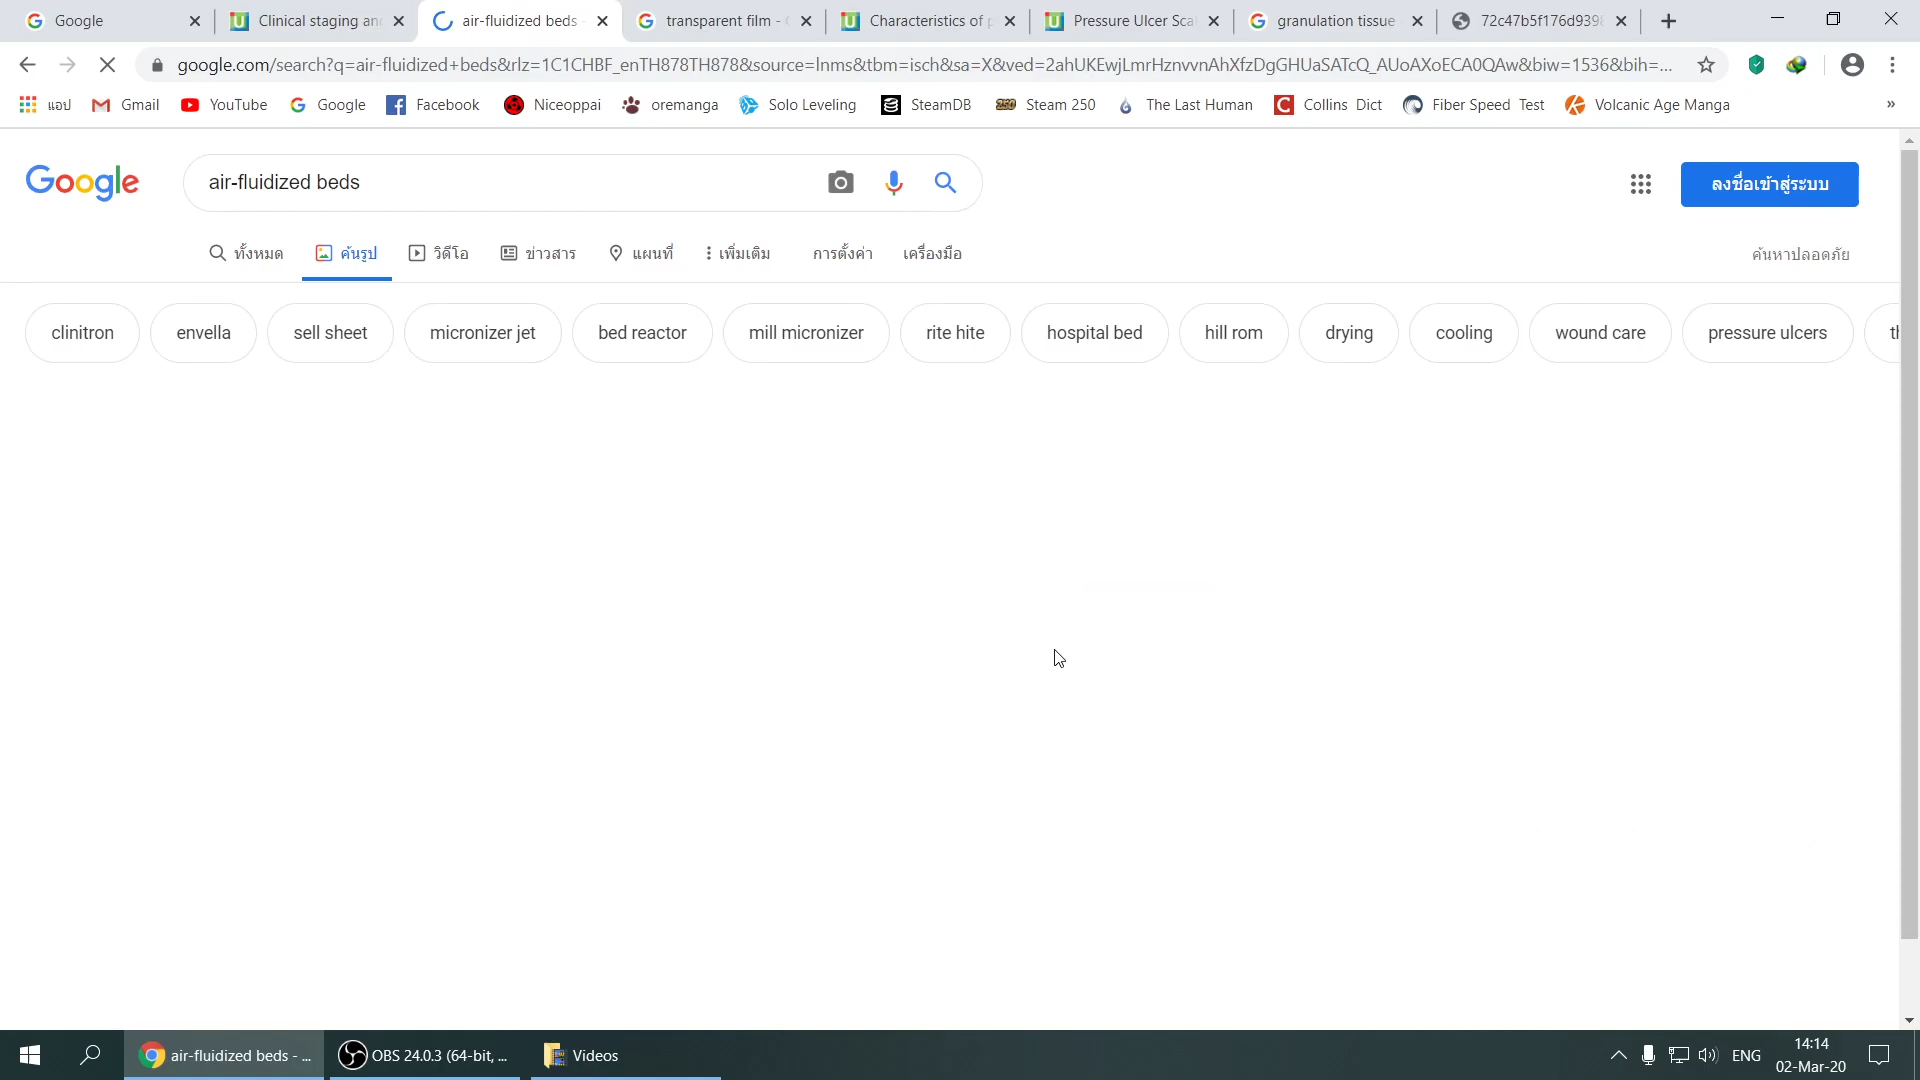 Google
Clinical staging an
air-fluidized beds -
transparent film -
Characteristics of p
Pressure Ulcer Sca
granulation tissue
72c47b5f176d939
google.com/search?q=air-fluidized+beds&rlz=1C1CHBF_enTH878TH878&source=lnms&tbm=isch&sa=X&ved=2ahUKEwjLmrHznvvnAhXfzDgGHUaSATcQ_AUoAXoECA0QAw&biw=1536&bih=...
แอป
Gmail
YouTube
Google
Facebook
Niceoppai
oremanga
Solo Leveling
SteamDB
Steam 250
The Last Human
Collins Dict
Fiber Speed Test
Volcanic Age Manga
»
Google
air-fluidized beds
ลงชื่อเข้าสู่ระบบ
ทั้งหมด
ค้นรูป
วิดีโอ
ข่าวสาร
แผนที่
เพิ่มเติม
การตั้งค่า
เครื่องมือ
ค้นหาปลอดภัย
clinitron
envella
sell sheet
micronizer jet
bed reactor
mill micronizer
rite hite
hospital bed
hill rom
drying
cooling
wound care
pressure ulcers
air-fluidized beds - ...
OBS 24.0.3 (64-bit, ...
Videos
ENG
14:14
02-Mar-20